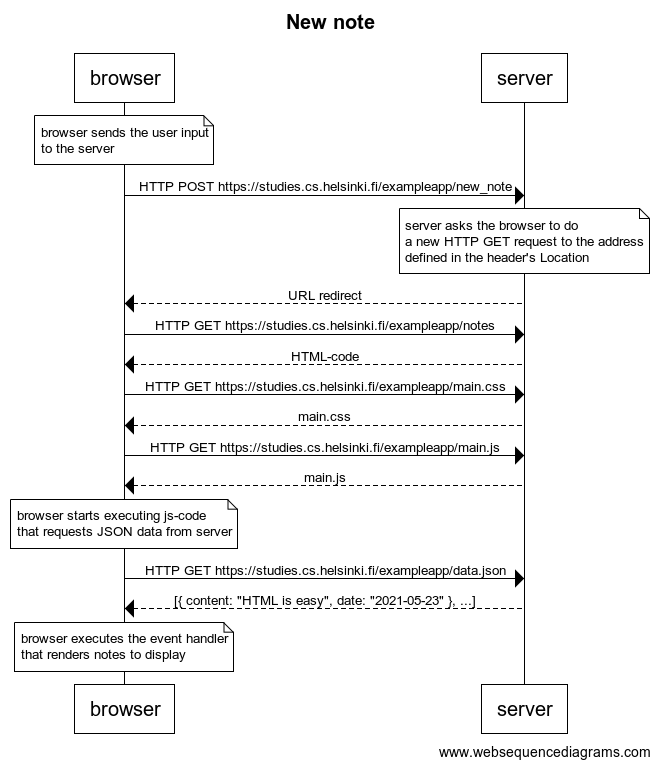 New note
browser
server
browser sends the user input
to the server
HTTP POST https://studies.cs.helsinki.fi/exampleapp/new_note
server asks the browser to do
a new HTTP GET request to the address
defined in the header's Location
URL redirect
HTTP GET https://studies.cs.helsinki.fi/exampleapp/notes
HTML-code
HTTP GET https://studies.cs.helsinki.fi/exampleapp/main.css
main.css
HTTP GET https://studies.cs.helsinki.fi/exampleapp/main.js
main.js
browser starts executing js-code
that requests JSON data from server
HTTP GET https://studies.cs.helsinki.fi/exampleapp/data.json
[{ content: "HTML is easy", date: "2021-05-23" }, ...]
browser executes the event handler
that renders notes to display
browser
server
www.websequencediagrams.com